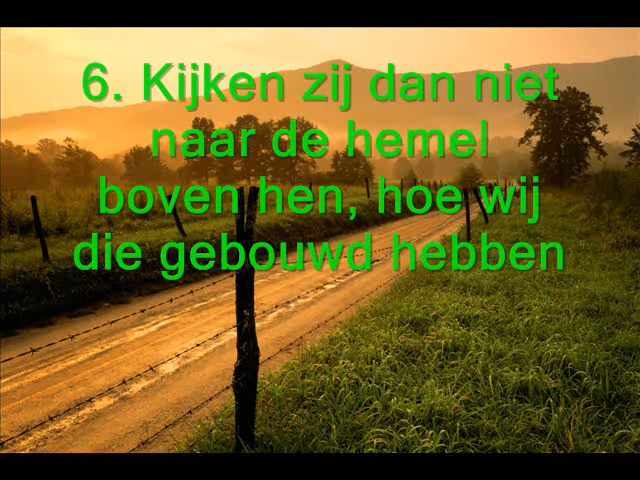 6. Kijken zij dan niet
naar de hemel
boven hen, hoe wij
die gebouwd hebben